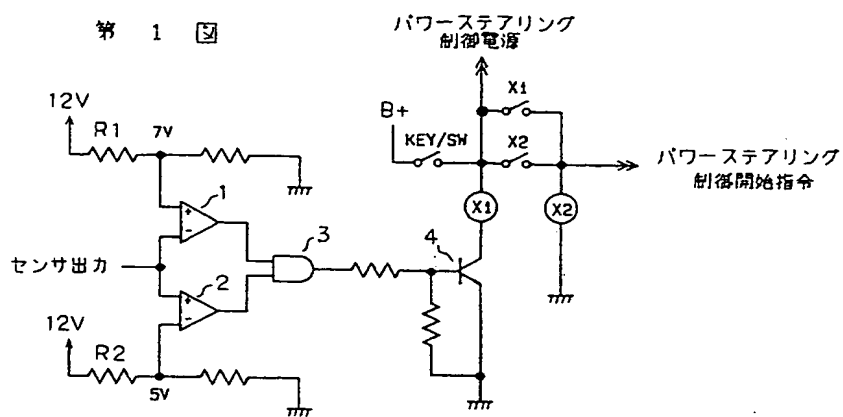 第 1 図
パワーステアリング
制御電源
12V
R1
7V
B+
KEY/SW
X1
X2
パワーステアリング
制御開始指令
1
X1
X2
3
4
センサ出力
2
12V
R2
5V